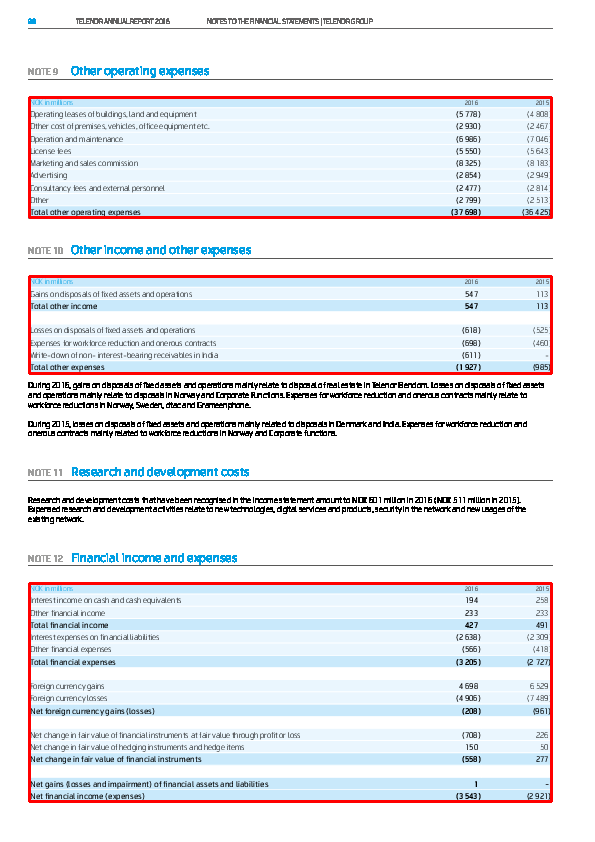 88 TELENOR ANNUAL REPORT 2016 NOTES TO THE FINANCIAL STATEMENTS | TELENOR GROUP
NOTE 9 Other operating expenses
NOK in millions 2016 2015
Operating leases of buildings, land and equipment (5 778) (4 808
Other cost of premises, vehicles, office equipment etc. (2 930) (2 467
Operation and maintenance (6 986) (7 046
License fees (5 550) (5 643
Marketing and sales commission (8 325) (8 183
Advertising (2 854) (2 949
Consultancy fees and external personnel (2 477) (2 814
Other (2 799) (2 513
Total other operating expenses (37 698) (36 425)
NOTE 10 Other income and other expenses
NOK in millions 2016 2015
Gains on disposals of fixed assets and operations 547 113
Total other income 547 113
Losses on disposals of fixed assets and operations (618) (525
Expenses for workforce reduction and onerous contracts (698) (460
Write-down of non- interest-bearing receivables in India (611) -
Total other expenses (1 927) (985)
During 2016, gains on disposals of fixed assets and operations mainly relate to disposal of real estate in Telenor Eiendom. Losses on disposals of fixed assets
and operations mainly relate to disposals in Norway and Corporate Functions. Expenses for workforce reduction and onerous contracts mainly relate to
workforce reductions in Norway, Sweden, dtac and Grameenphone.
During 2015, losses on disposals of fixed assets and operations mainly related to disposals in Denmark and India. Expenses for workforce reduction and
onerous contracts mainly related to workforce reductions in Norway and Corporate functions.
NOTE 11 Research and development costs
Research and development costs that have been recognised in the income statement amount to NOK 601 million in 2016 (NOK 511 million in 2015).
Expensed research and development activities relate to new technologies, digital services and products, security in the network and new usages of the
existing network.
NOTE 12 Financial income and expenses
NOK in millions 2016 2015
Interest income on cash and cash equivalents 194 258
Other financial income 233 233
Total financial income 427 491
Interest expenses on financial liabilities (2 638) (2 309
Other financial expenses (566) (418
Total financial expenses (3 205) (2 727)
Foreign currency gains 4 698 6 529
Foreign currency losses (4 906) (7 489
Net foreign currency gains (losses) (208) (961)
Net change in fair value of financial instruments at fair value through profit or loss (708) 226
Net change in fair value of hedging instruments and hedge items 150 50
Net change in fair value of financial instruments (558) 277
Net gains (losses and impairment) of financial assets and liabilities 1 -
Net financial income (expenses) (3 543) (2 921)